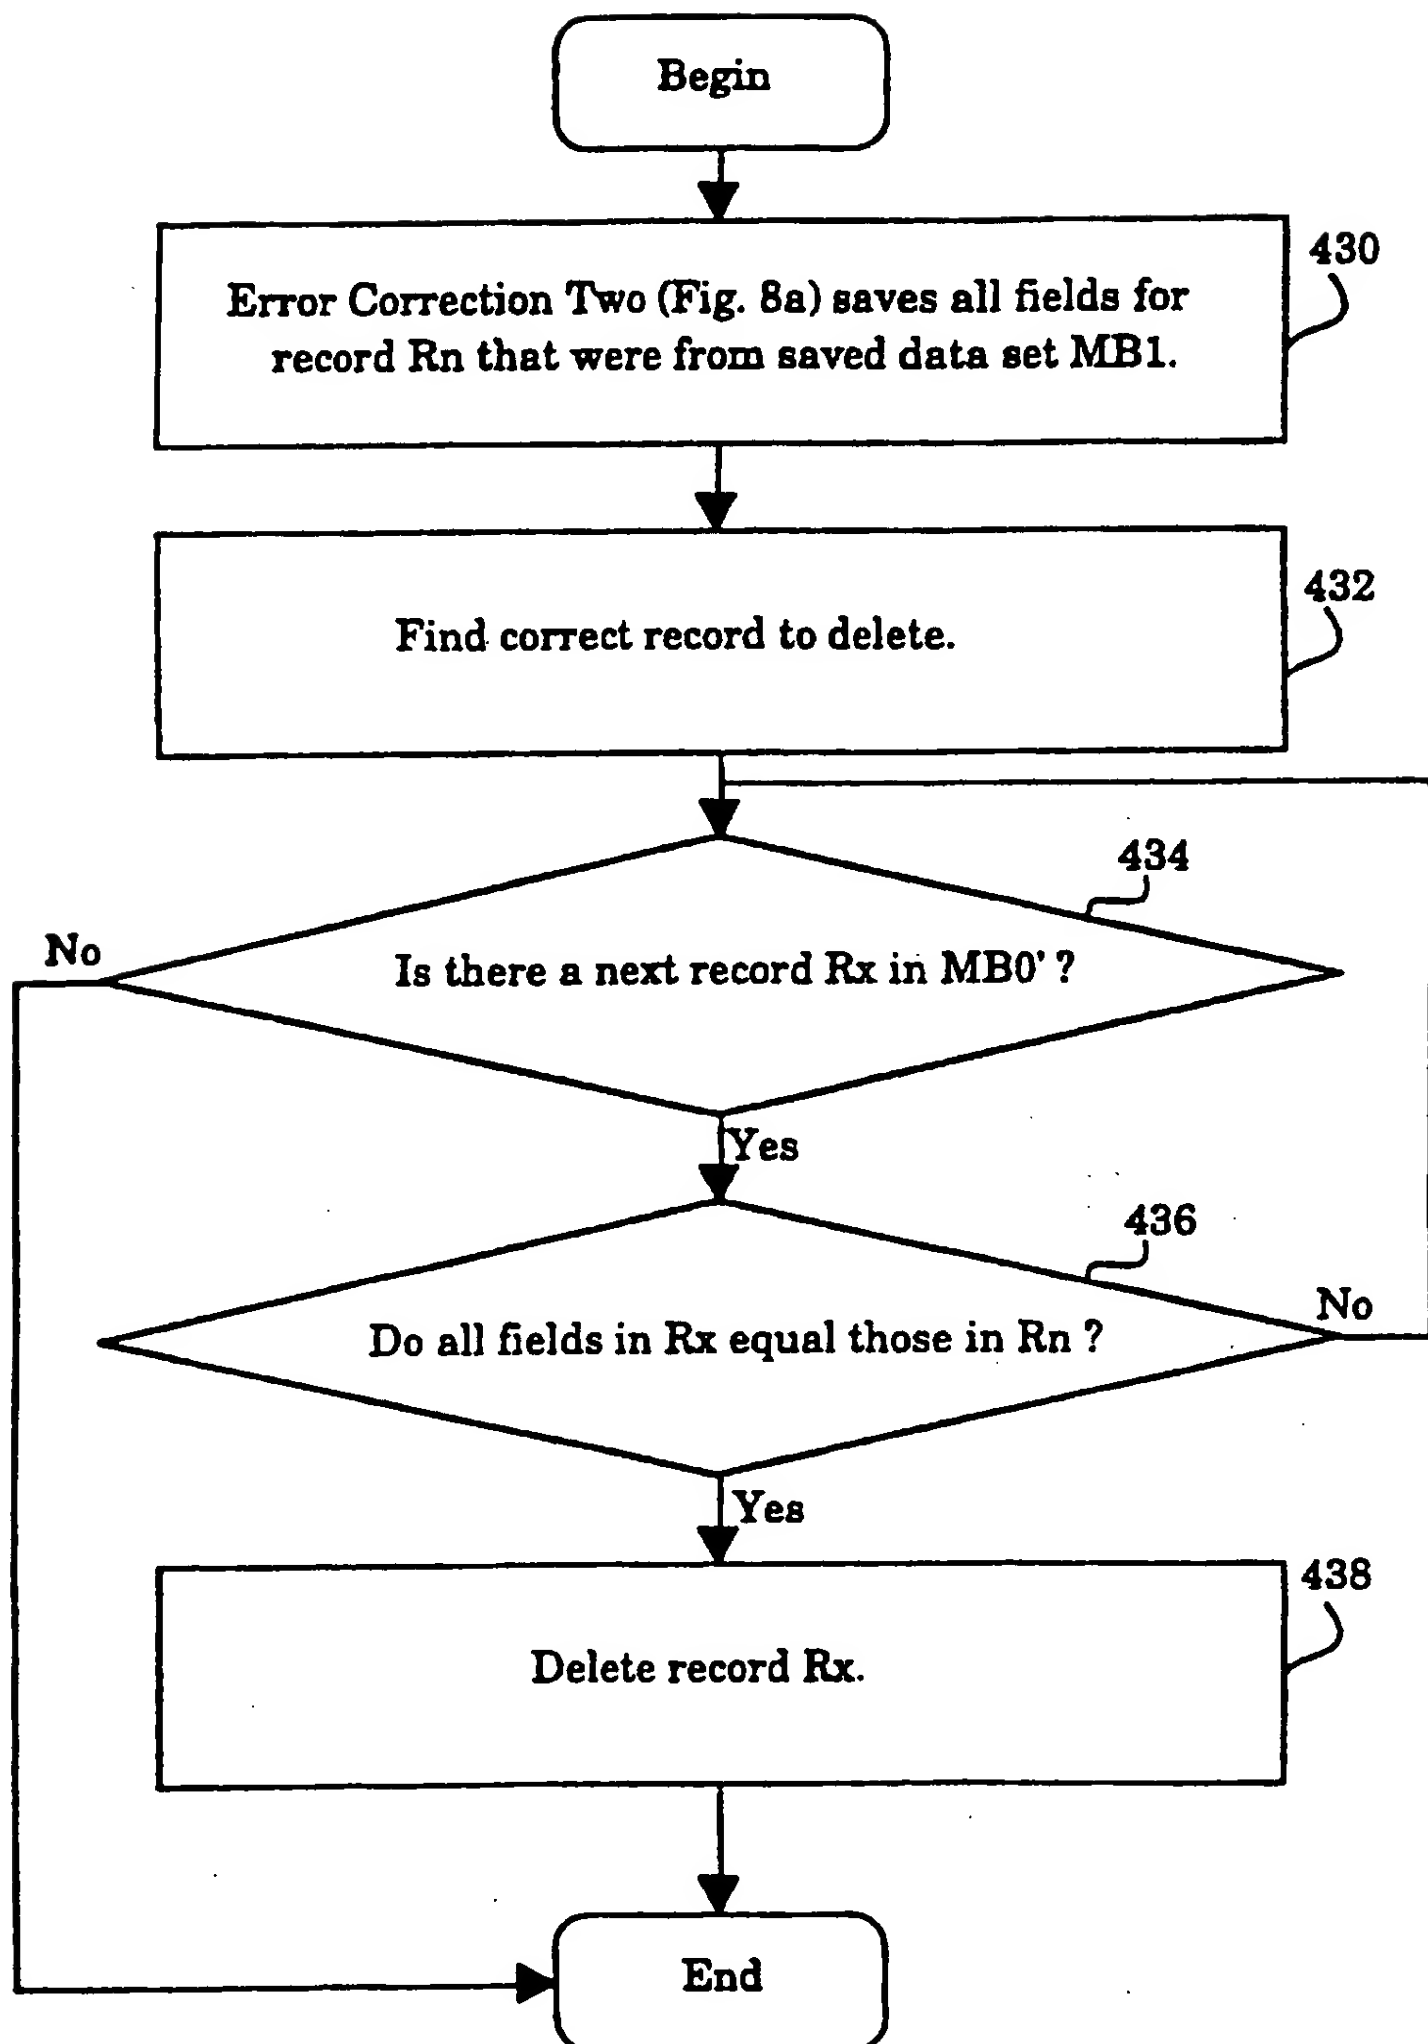 Begin
430
Error Correction Two (Fig. 8a) saves all fields for
record Rn that were from saved data set MB1.
432
Find correct record to delete.
434
No
Is there a next record Rx in MB0' ?
Yes
436
No
Do all fields in Rx equal those in Rn ?
Yes
438
Delete record Rx.
End